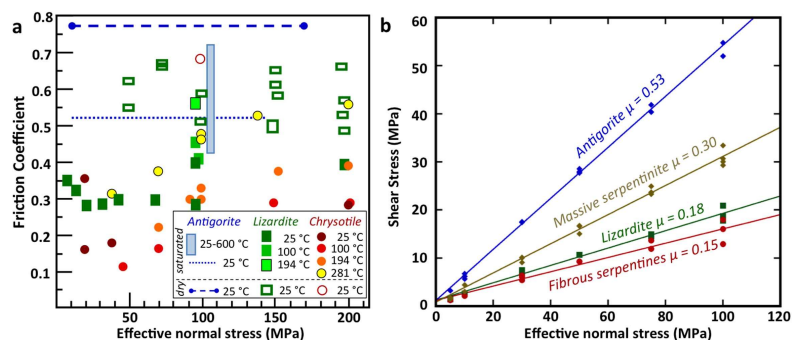 a
Friction Coefficient
0.8
0.7
0.6
0.5
0.4
0.3
0.2
0.1
0 50 100 150 200
Effective normal stress (MPa)
Antigorite Lizardite Chrysotile
saturated
dry
25-600 °C
25 °C
25 °C
25 °C
100 °C
194 °C
25 °C
25 °C
100 °C
194 °C
281 °C
25 °C
b
Shear Stress (MPa)
60
50
40
30
20
10
0
0 20 40 60 80 100 120
Effective normal stress (MPa)
Antigorite μ = 0.53
Massive serpentinite μ = 0.30
Lizardite μ = 0.18
Fibrous serpentines μ = 0.15